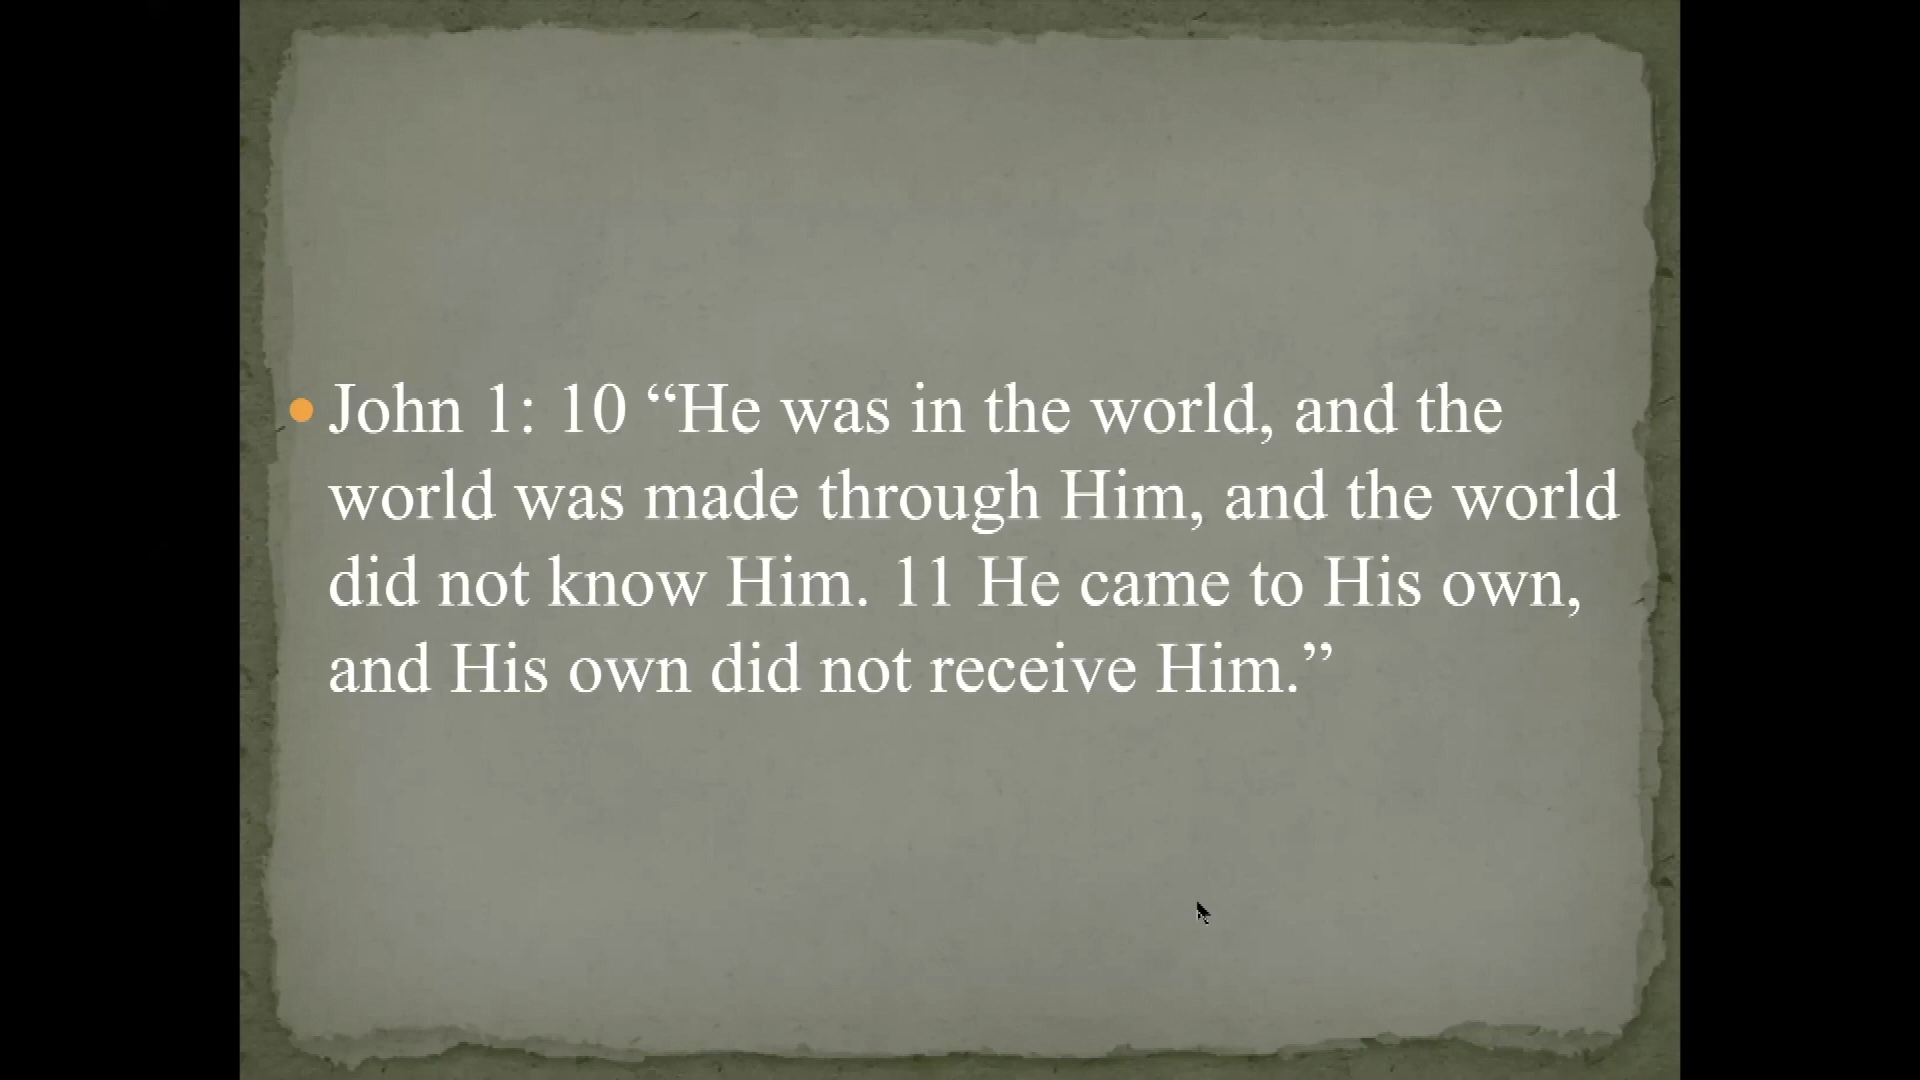 John 1: 10 “He was in the world, and the
world was made through Him, and the world
did not know Him. 11 He came to His own,
and His own did not receive Him.”